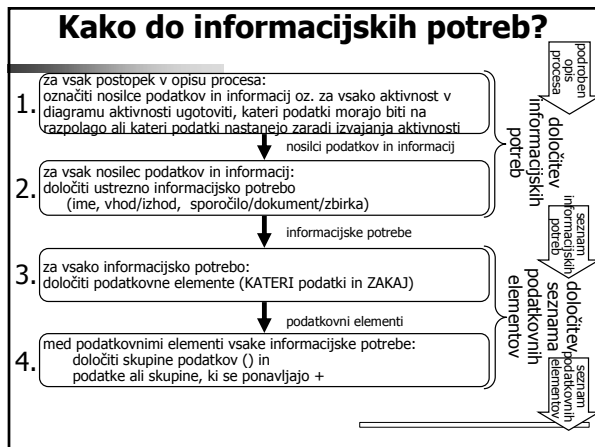 Kako do informacijskih potreb?
1.
za vsak postopek v opisu procesa:
označiti nosilce podatkov in informacij oz. za vsako aktivnost v
diagramu aktivnosti ugotoviti, kateri podatki morajo biti na
razpolago ali kateri podatki nastanejo zaradi izvajanja aktivnosti
nosilci podatkov in informacij
2.
za vsak nosilec podatkov in informacij:
določiti ustrezno informacijsko potrebo
(ime, vhod/izhod, sporočilo/dokument/zbirka)
informacijske potrebe
3.
za vsako informacijsko potrebo:
določiti podatkovne elemente (KATERI podatki in ZAKAJ)
podatkovni elementi
4.
med podatkovnimi elementi vsake informacijske potrebe:
določiti skupine podatkov () in
podatke ali skupine, ki se ponavljajo +
podroben
opis
procesa
določitev
informacijskih
potreb
seznam
informacijskih
potreb
določitev
seznama
podatkovnih
elementov
seznam
podatkovnih
elementov